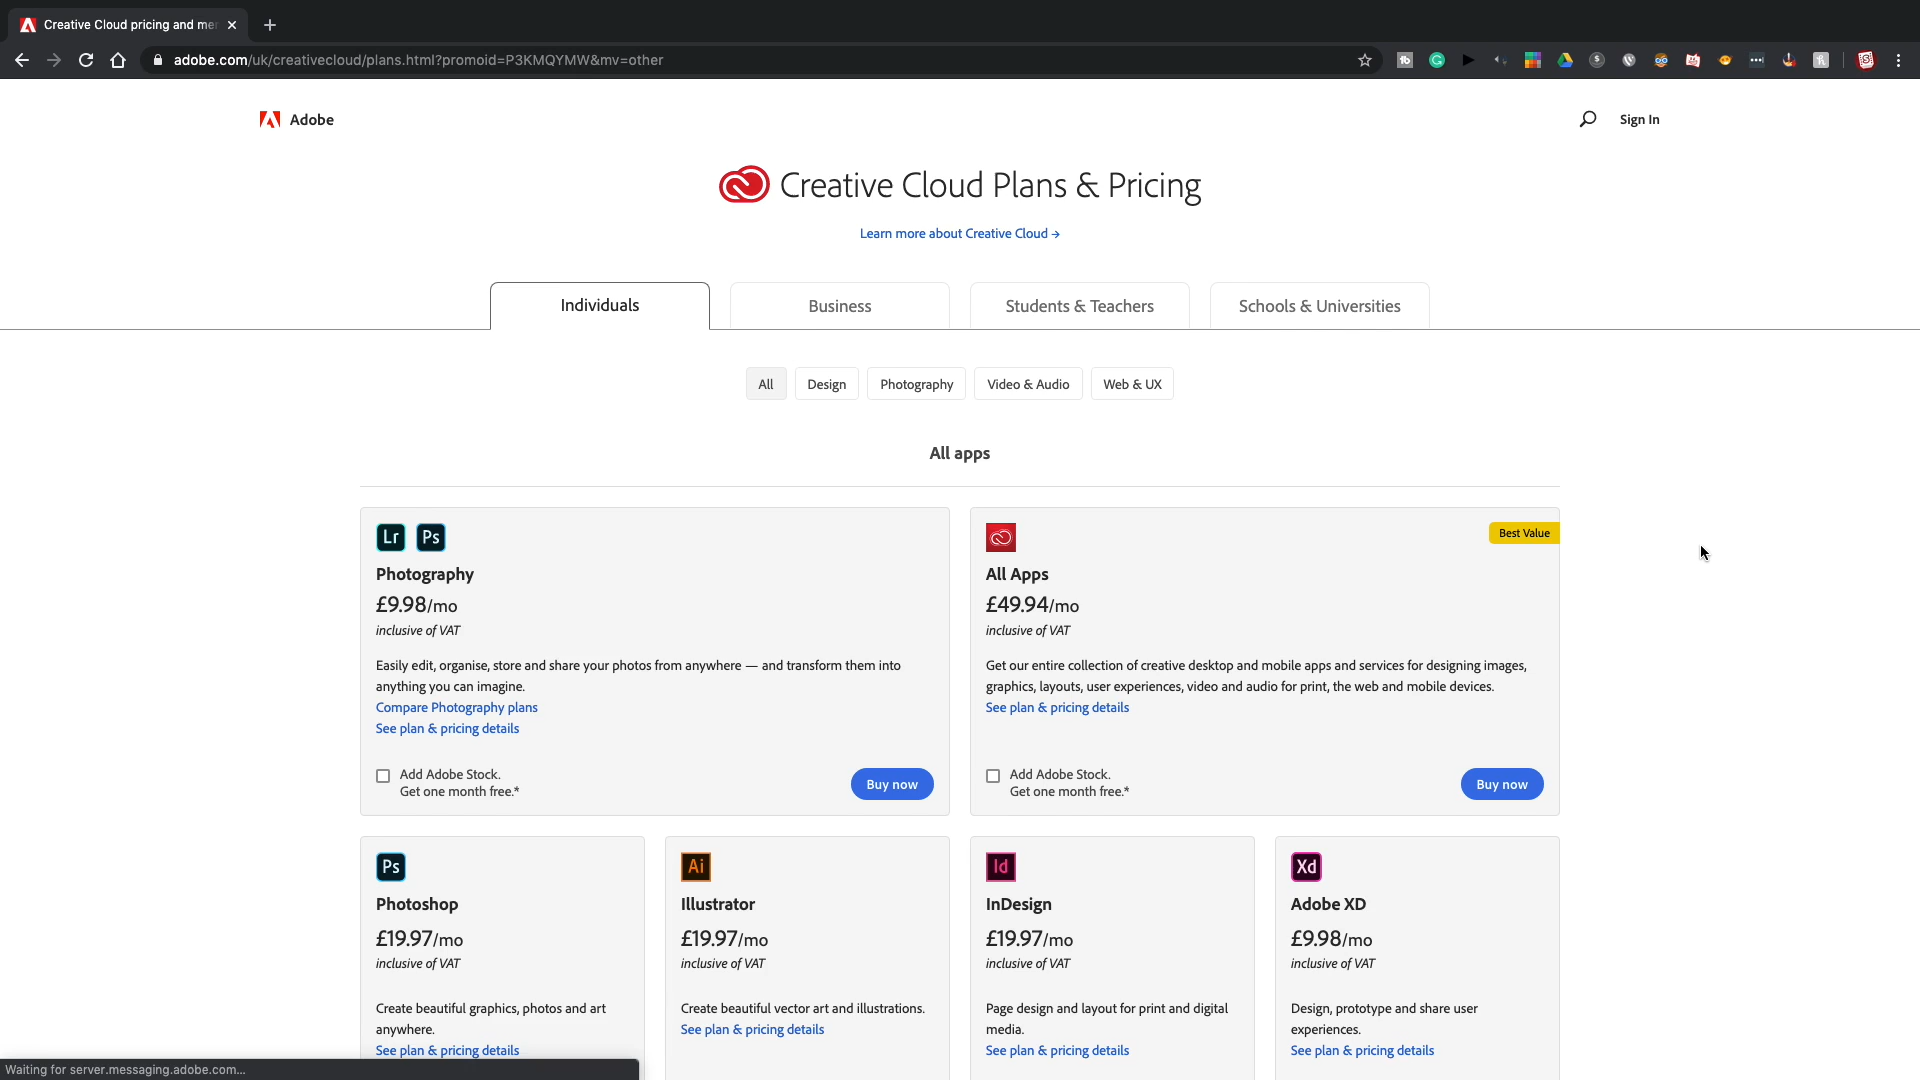 Creative Cloud pricing and me
adobe.com/uk/creativecloud/plans.html?promoid=P3KMQYMW&mv=other
Adobe
Sign In
Creative Cloud Plans & Pricing
Learn more about Creative Cloud →
Individuals
Business
Students & Teachers
Schools & Universities
All
Design
Photography
Video & Audio
Web & UX
All apps
Lr
Ps
Photography
£9.98/mo
inclusive of VAT
Easily edit, organise, store and share your photos from anywhere — and transform them into
anything you can imagine.
Compare Photography plans
See plan & pricing details
Add Adobe Stock.
Get one month free.*
Buy now
Best Value
All Apps
£49.94/mo
inclusive of VAT
Get our entire collection of creative desktop and mobile apps and services for designing images,
graphics, layouts, user experiences, video and audio for print, the web and mobile devices.
See plan & pricing details
Add Adobe Stock.
Get one month free.*
Buy now
Ps
Photoshop
£19.97/mo
inclusive of VAT
Create beautiful graphics, photos and art
anywhere.
See plan & pricing details
Ai
Illustrator
£19.97/mo
inclusive of VAT
Create beautiful vector art and illustrations.
See plan & pricing details
Id
InDesign
£19.97/mo
inclusive of VAT
Page design and layout for print and digital
media.
See plan & pricing details
Xd
Adobe XD
£9.98/mo
inclusive of VAT
Design, prototype and share user
experiences.
See plan & pricing details
Waiting for server.messaging.adobe.com...